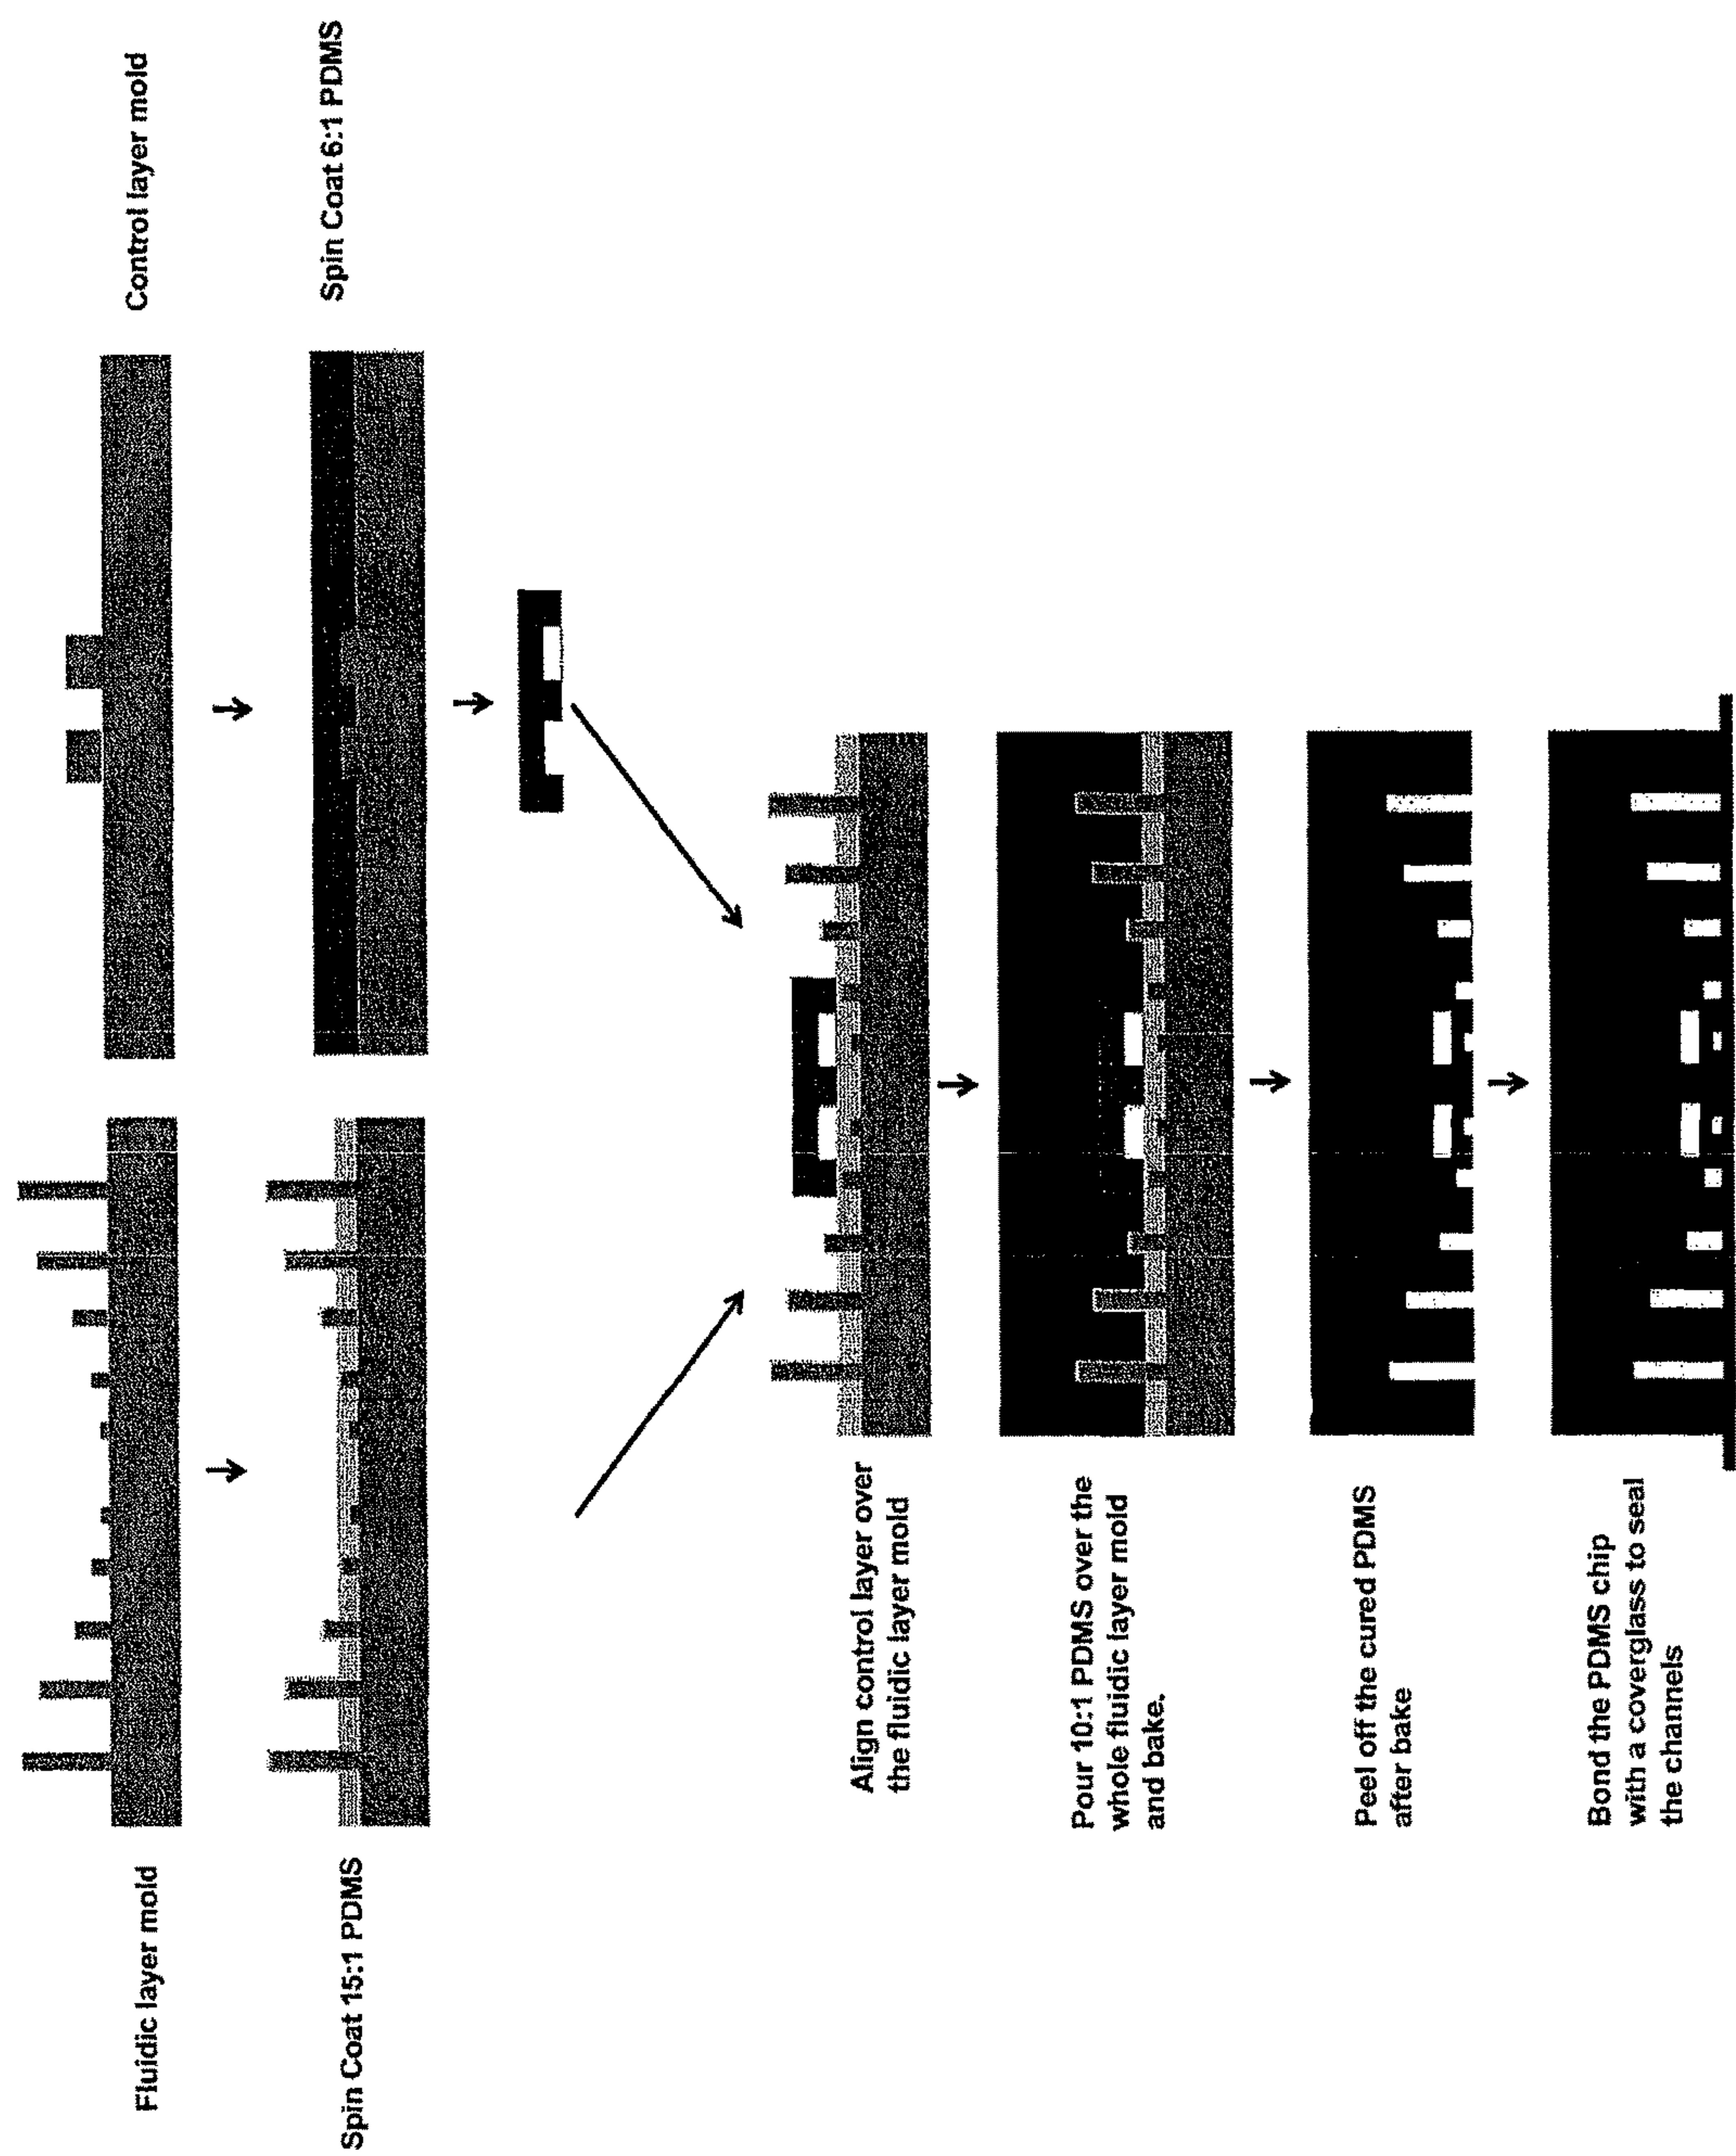 Fluidic layer mold
Control layer mold
Spin Coat 15:1 PDMS
Spin Coat 6:1 PDMS
Align control layer over
the fluidic layer mold
Pour 10:1 PDMS over the
whole fluidic layer mold
and bake.
Peel off the cured PDMS
after bake
Bond the PDMS chip
with a coverglass to seal
the channels